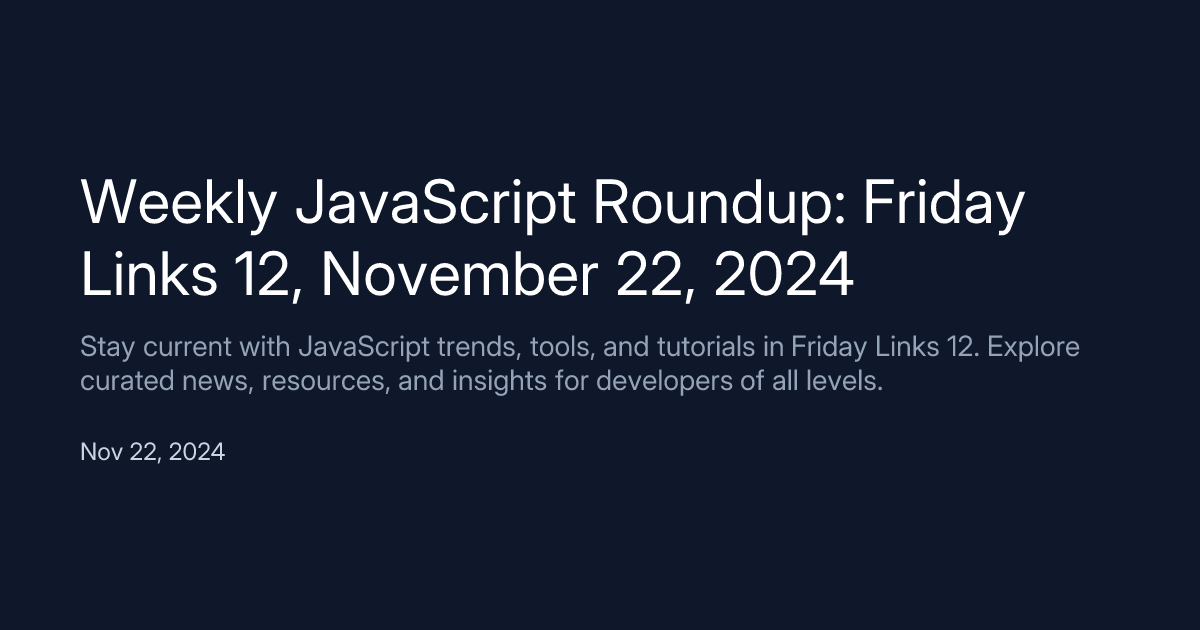 Weekly JavaScript Roundup: Friday
Links 12, November 22, 2024
Stay current with JavaScript trends, tools, and tutorials in Friday Links 12. Explore
curated news, resources, and insights for developers of all levels.
Nov 22, 2024